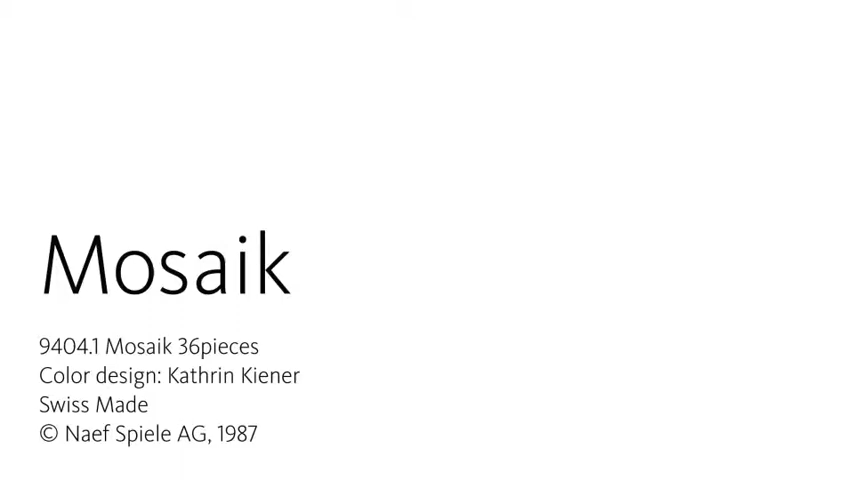 Mosaik
9404.1 Mosaik 36pieces
Color design: Kathrin Kiener
Swiss Made
© Naef Spiele AG, 1987